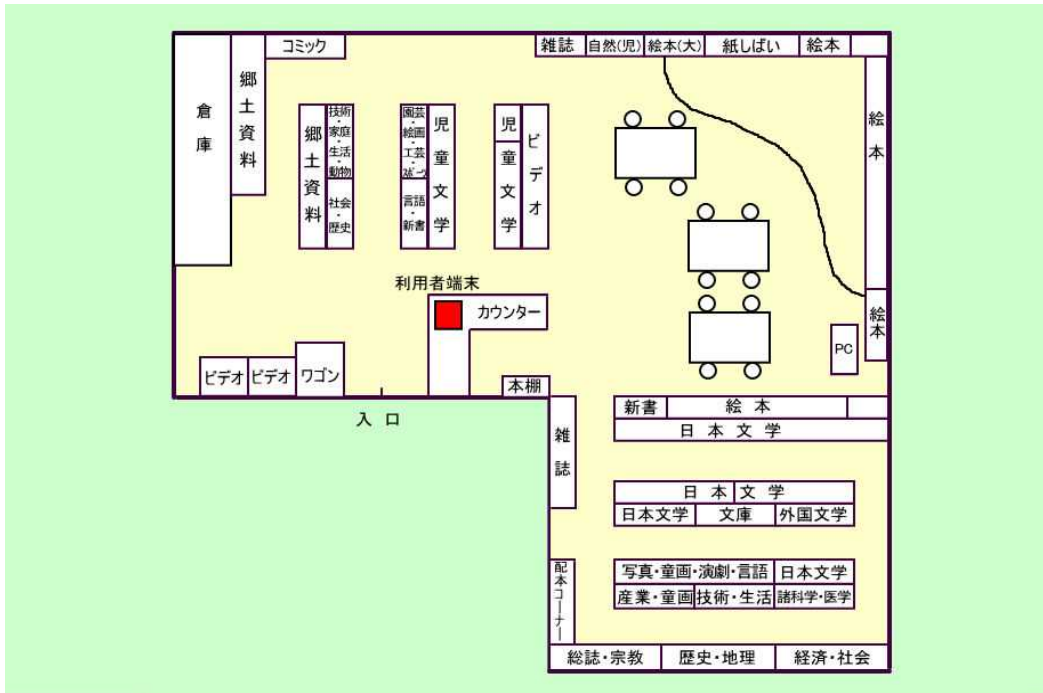 コミック
雑誌
自然(児)
絵本(大)
紙しばい
絵本
倉庫
郷土資料
郷土資料
技術・家庭・生活・動物
社会・歴史
園芸・絵画・工芸・スポーツ
言語・新書
児童文学
児童文学
ビデオ
絵本
絵本
利用者端末
カウンター
PC
ビデオ
ビデオ
ワゴン
本棚
入口
新書
絵本
日本文学
雑誌
日本文学
日本文学
文庫
外国文学
配本コーナー
写真・童画・演劇・言語
日本文学
産業・童画
技術・生活
諸科学・医学
総誌・宗教
歴史・地理
経済・社会